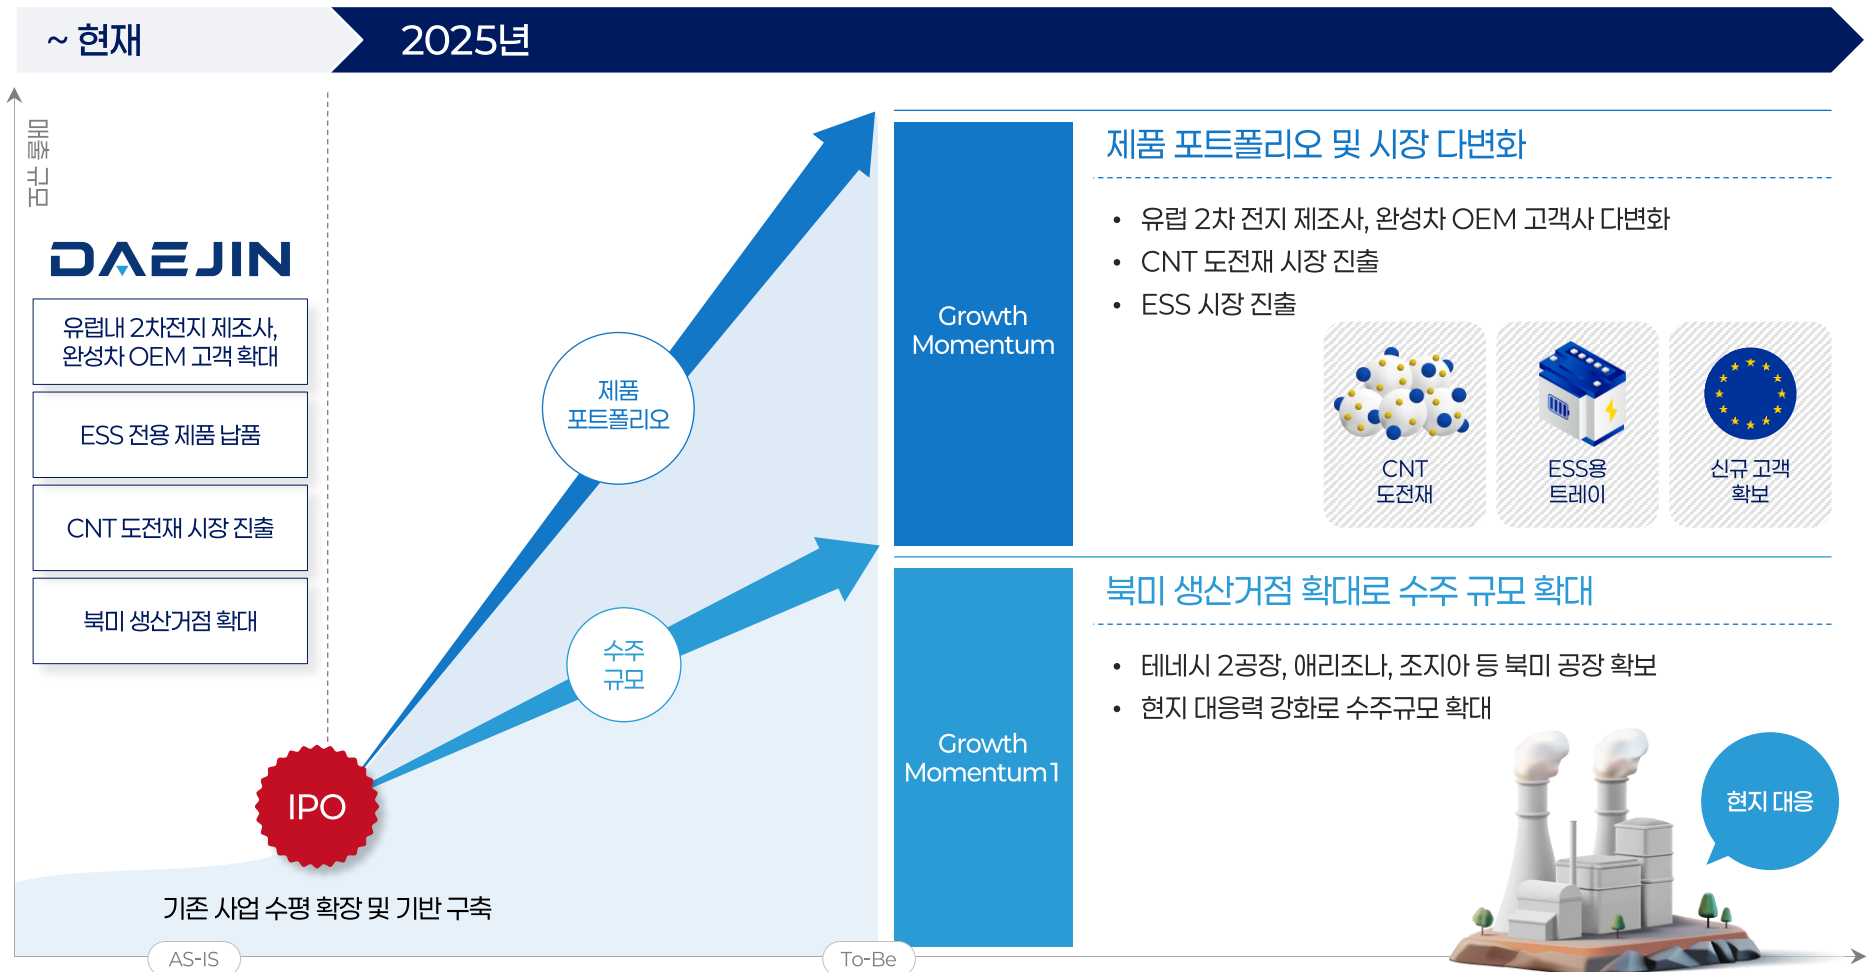 ~ 현재
2025년
매출 규모
DAEJIN
유럽내 2차전지 제조사,
완성차 OEM 고객 확대
ESS 전용 제품 납품
CNT 도전재 시장 진출
북미 생산거점 확대
IPO
기존 사업 수평 확장 및 기반 구축
AS-IS
To-Be
제품
포트폴리오
수주
규모
Growth
Momentum
제품 포트폴리오 및 시장 다변화
• 유럽 2차 전지 제조사, 완성차 OEM 고객사 다변화
• CNT 도전재 시장 진출
• ESS 시장 진출
CNT
도전재
ESS용
트레이
신규 고객
확보
Growth
Momentum 1
북미 생산거점 확대로 수주 규모 확대
• 테네시 2공장, 애리조나, 조지아 등 북미 공장 확보
• 현지 대응력 강화로 수주규모 확대
현지 대응